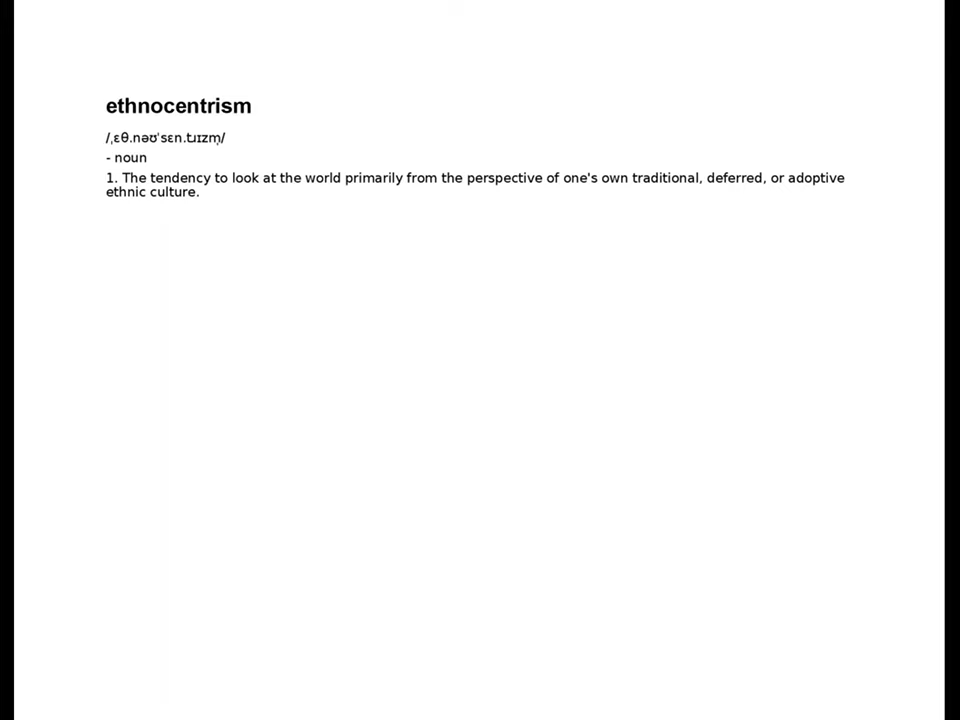 ethnocentrism
/ˌɛθ.nəʊˈsɛn.tɹɪzm̩/
- noun
1. The tendency to look at the world primarily from the perspective of one's own traditional, deferred, or adoptive
ethnic culture.